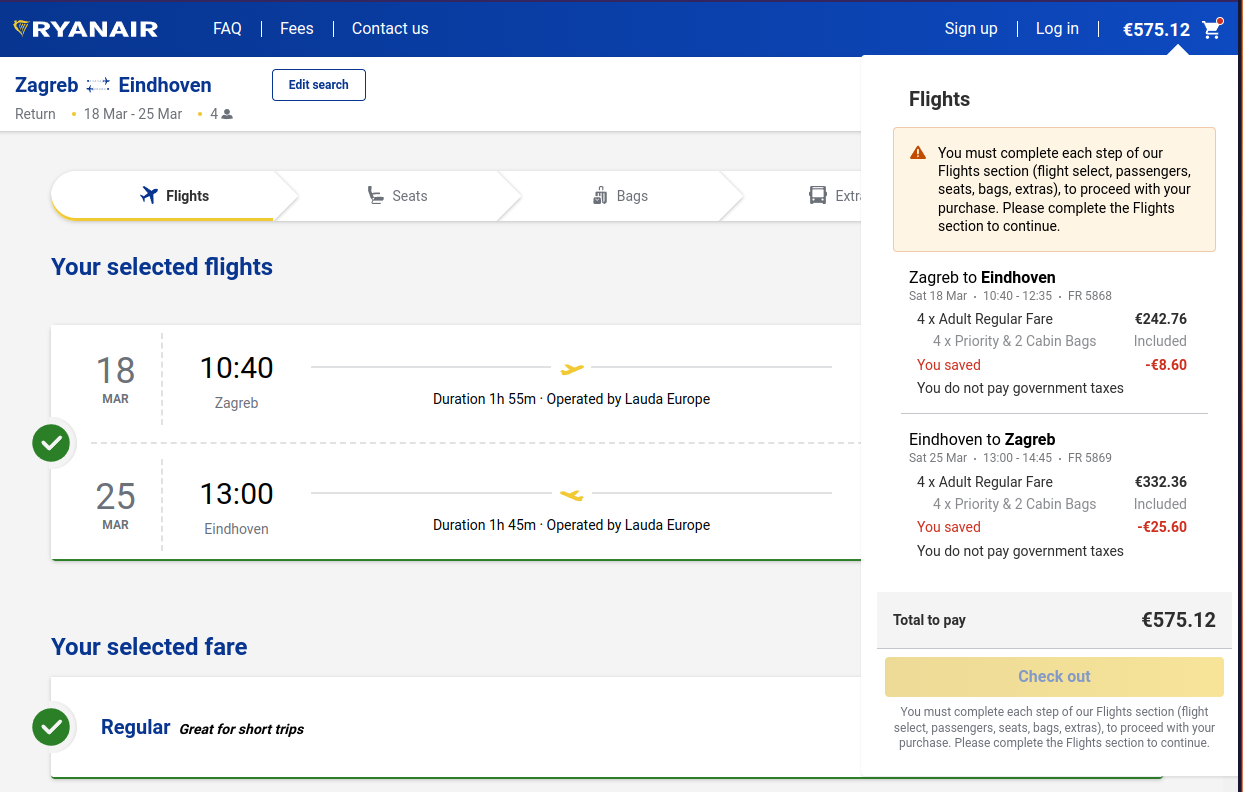 RYANAIR FAQ Fees Contact us Sign up Log in €575.12
Zagreb Eindhoven Edit search
Return • 18 Mar - 25 Mar • 4
Flights Seats Bags
Your selected flights
18 MAR
10:40
Zagreb
Duration 1h 55m · Operated by Lauda Europe
25 MAR
13:00
Eindhoven
Duration 1h 45m · Operated by Lauda Europe
Your selected fare
Regular Great for short trips
Flights
You must complete each step of our
Flights section (flight select, passengers,
seats, bags, extras), to proceed with your
purchase. Please complete the Flights
section to continue.
Zagreb to Eindhoven
Sat 18 Mar · 10:40 - 12:35 · FR 5868
4 x Adult Regular Fare €242.76
4 x Priority & 2 Cabin Bags Included
You saved -€8.60
You do not pay government taxes
Eindhoven to Zagreb
Sat 25 Mar · 13:00 - 14:45 · FR 5869
4 x Adult Regular Fare €332.36
4 x Priority & 2 Cabin Bags Included
You saved -€25.60
You do not pay government taxes
Total to pay €575.12
Check out
You must complete each step of our Flights section (flight
select, passengers, seats, bags, extras), to proceed with your
purchase. Please complete the Flights section to continue.